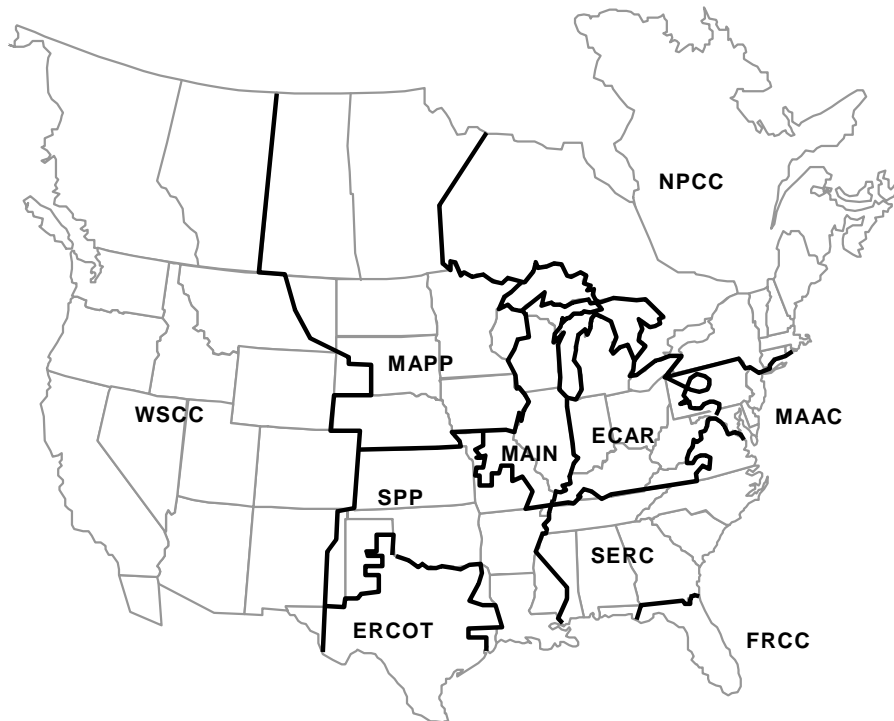 NPCC
MAPP
WSCC
MAAC
ECAR
MAIN
SPP
SERC
ERCOT
FRCC